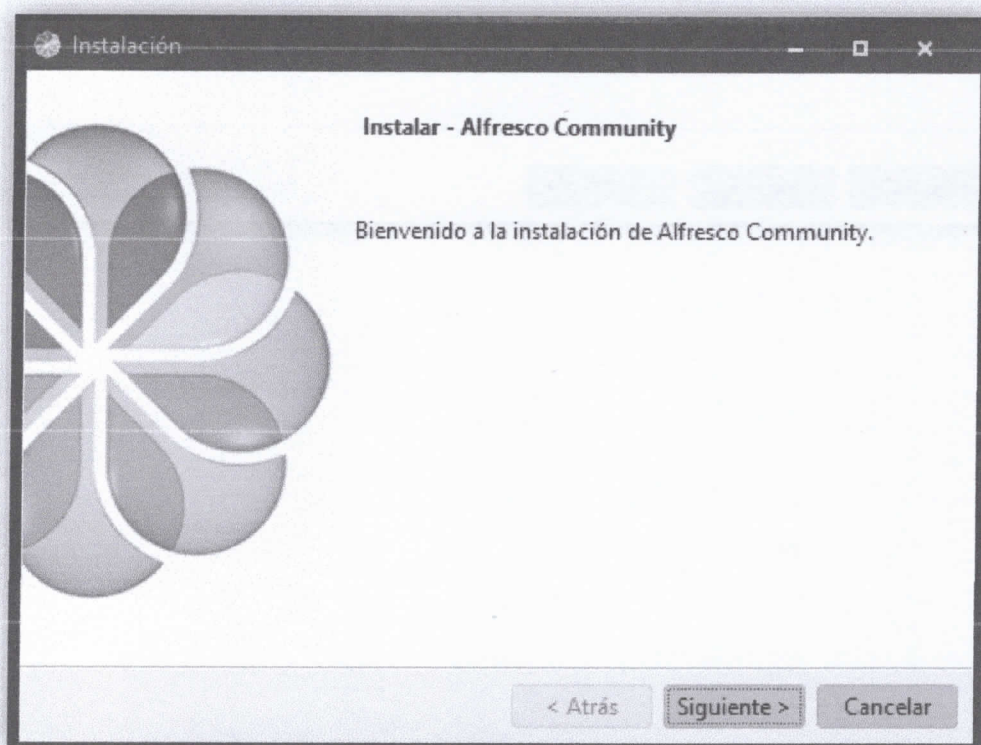 Instalación
Instalar - Alfresco Community
Bienvenido a la instalación de Alfresco Community.
< Atrás
Siguiente >
Cancelar